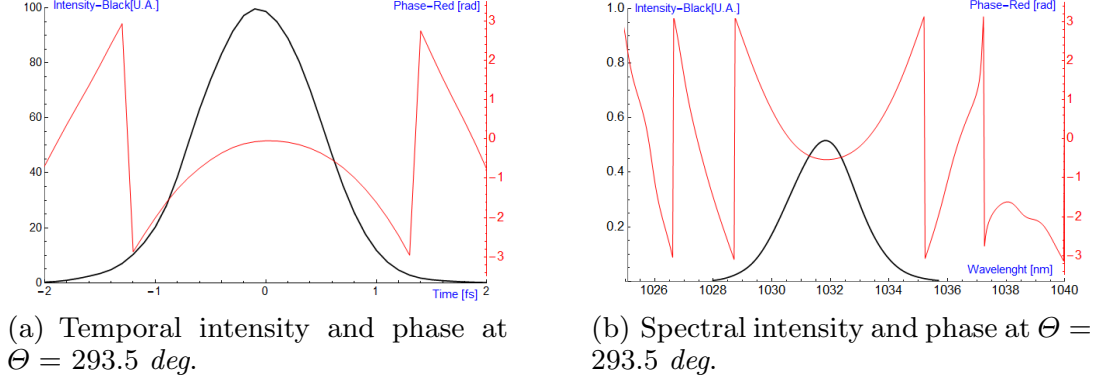 Intensity-Black[U.A.] Phase-Red [rad]
100
80
60
40
20
0
3
2
1
0
-1
-2
-3
-2 -1 0 1 2
Time [fs]
(a) Temporal intensity and phase at
Θ = 293.5 deg.
Intensity-Black[U.A.] Phase-Red [rad]
1.0
0.8
0.6
0.4
0.2
3
2
1
0
-1
-2
-3
Wavelenght [nm]
1026 1028 1030 1032 1034 1036 1038 1040
(b) Spectral intensity and phase at Θ =
293.5 deg.